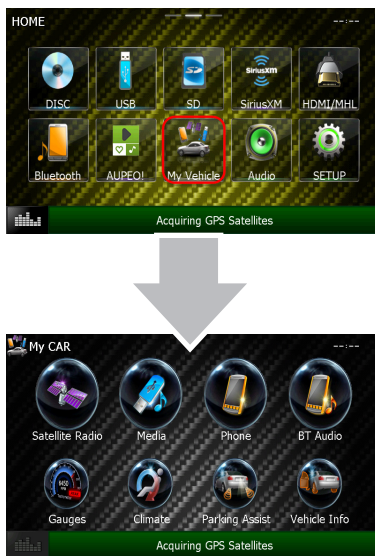 HOME --:--
SiriusXM
DISC USB SD SiriusXM HDMI/MHL
Bluetooth AUPEO! My Vehicle Audio SETUP
Acquiring GPS Satellites
My CAR --:--
Satellite Radio Media Phone BT Audio
Gauges Climate Parking Assist Vehicle Info
Acquiring GPS Satellites